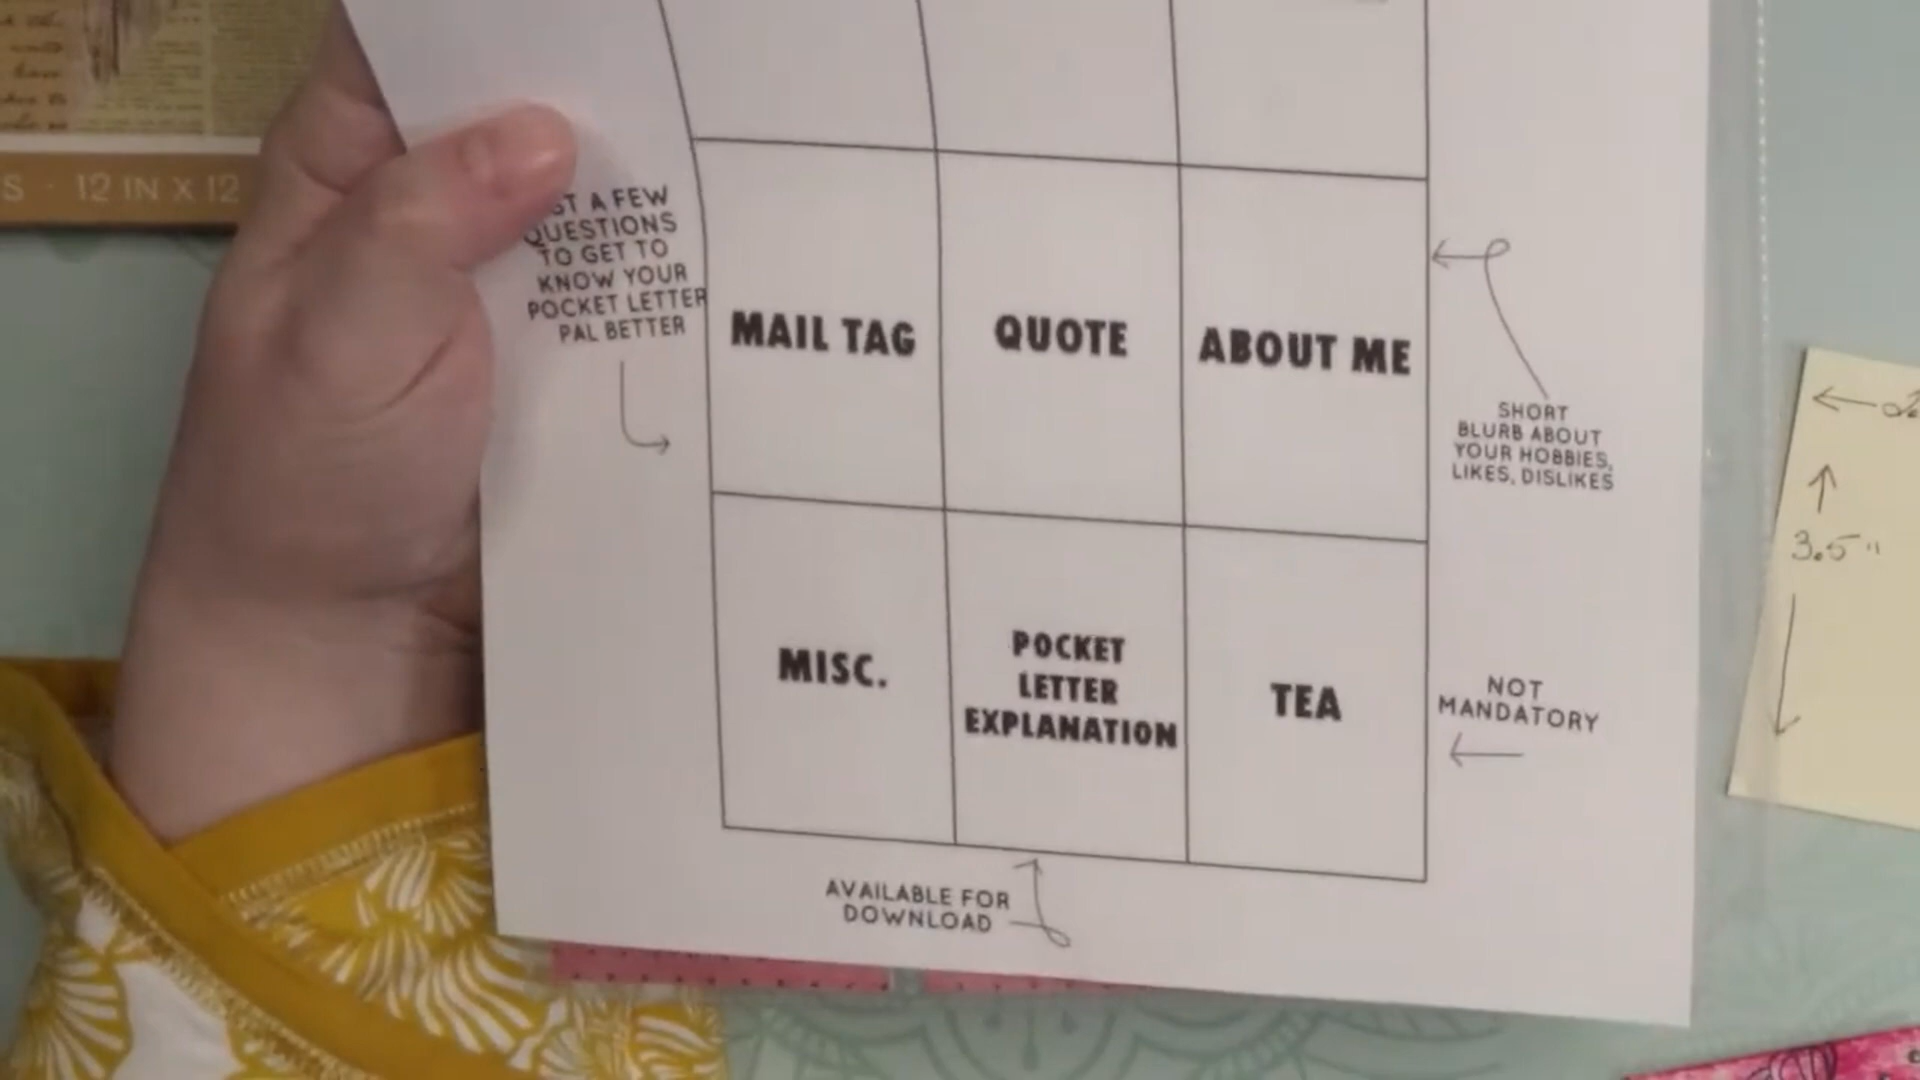 S · 12 IN X 12
A FEW
QUESTIONS
TO GET TO
KNOW YOUR
POCKET LETTER
PAL BETTER
MAIL TAG
QUOTE
ABOUT ME
SHORT
BLURB ABOUT
YOUR HOBBIES,
LIKES, DISLIKES
3.5"
MISC.
POCKET
LETTER
EXPLANATION
TEA
NOT
MANDATORY
AVAILABLE FOR
DOWNLOAD